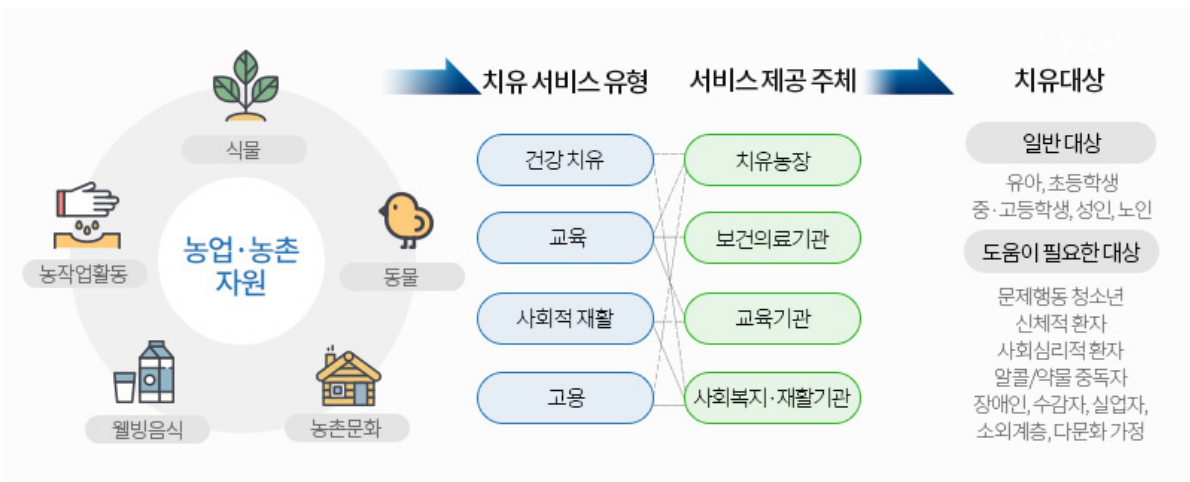 식물
농작업활동
동물
농업·농촌
자원
웰빙음식
농촌문화
치유 서비스 유형
건강 치유
교육
사회적 재활
고용
서비스 제공 주체
치유농장
보건의료기관
교육기관
사회복지·재활기관
치유대상
일반 대상
유아, 초등학생
중·고등학생, 성인, 노인
도움이 필요한 대상
문제행동 청소년
신체적 환자
사회심리적 환자
알콜/약물 중독자
장애인, 수감자, 실업자,
소외계층, 다문화 가정